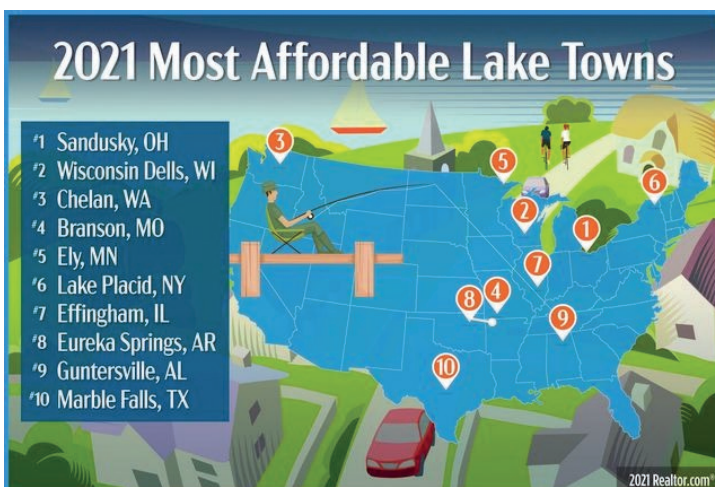 2021 Most Affordable Lake Towns
#1 Sandusky, OH
#2 Wisconsin Dells, WI
#3 Chelan, WA
#4 Branson, MO
#5 Ely, MN
#6 Lake Placid, NY
#7 Effingham, IL
#8 Eureka Springs, AR
#9 Guntersville, AL
#10 Marble Falls, TX
3
5
6
2
1
7
8
4
9
10
2021 Realtor.com®